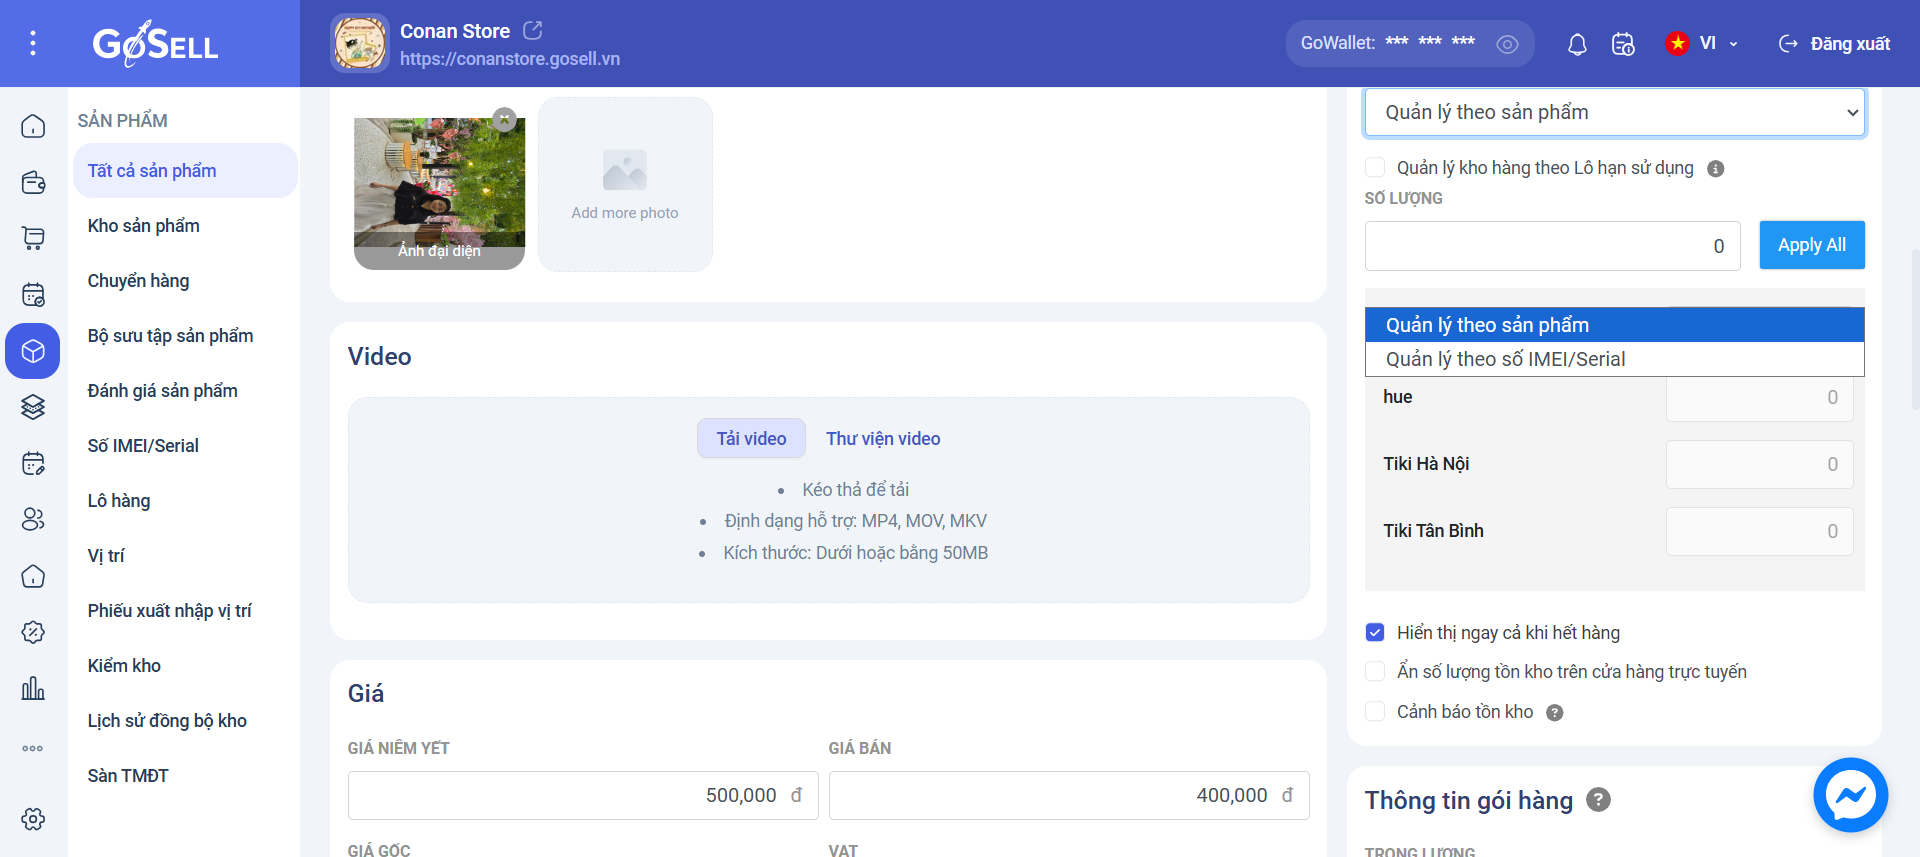 GOSELL
Conan Store
https://conanstore.gosell.vn
GoWallet: *** *** ***
VI
Đăng xuất
SẢN PHẨM
Tất cả sản phẩm
Kho sản phẩm
Chuyển hàng
Bộ sưu tập sản phẩm
Đánh giá sản phẩm
Số IMEI/Serial
Lô hàng
Vị trí
Phiếu xuất nhập vị trí
Kiểm kho
Lịch sử đồng bộ kho
Sàn TMĐT
Ảnh đại diện
Add more photo
Video
Tải video
Thư viện video
Kéo thả để tải
Định dạng hỗ trợ: MP4, MOV, MKV
Kích thước: Dưới hoặc bằng 50MB
Giá
GIÁ NIÊM YẾT
GIÁ BÁN
500,000 đ
400,000 đ
GIÁ GỐC
VAT
Quản lý theo sản phẩm
Quản lý kho hàng theo Lô hạn sử dụng
SỐ LƯỢNG
0
Apply All
Quản lý theo sản phẩm
Quản lý theo số IMEI/Serial
hue
0
Tiki Hà Nội
0
Tiki Tân Bình
0
Hiển thị ngay cả khi hết hàng
Ẩn số lượng tồn kho trên cửa hàng trực tuyến
Cảnh báo tồn kho
Thông tin gói hàng
TRỌNG LƯỢNG